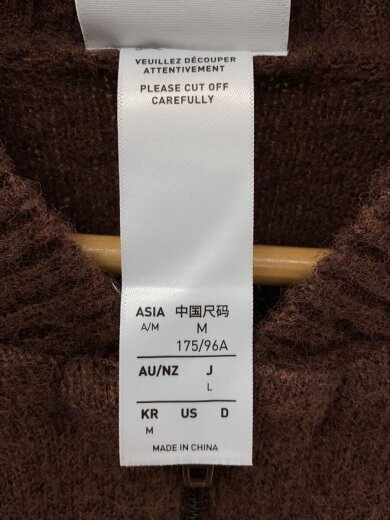 VEUILLEZ DÉCOUPER
ATTENTIVEMENT
PLEASE CUT OFF
CAREFULLY
ASIA 中国尺码
A/M M
175/96A
AU/NZ J
L
KR US D
M
MADE IN CHINA